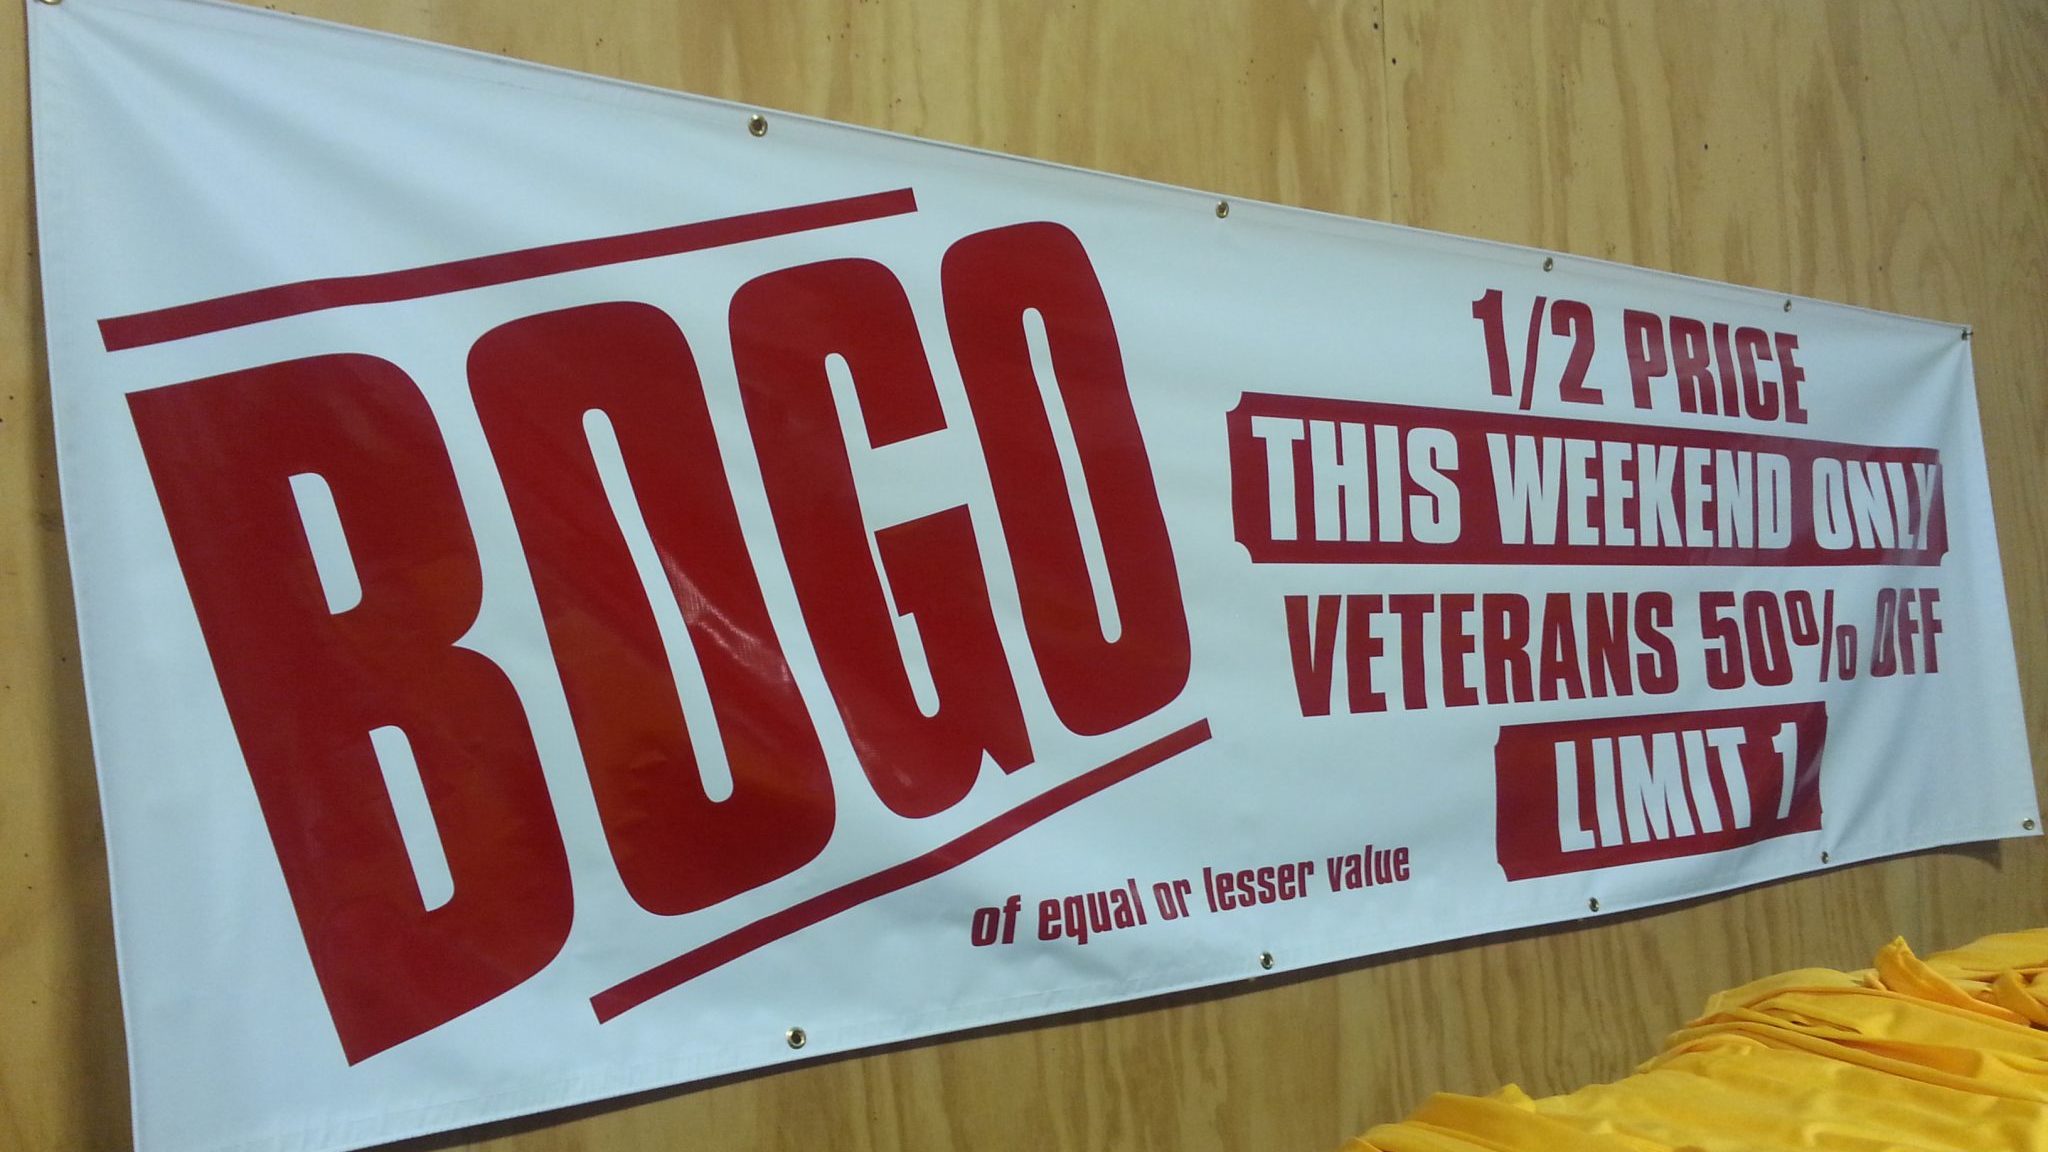 BOGO
1/2 PRICE
THIS WEEKEND ONLY
VETERANS 50% OFF
LIMIT 1
of equal or lesser value